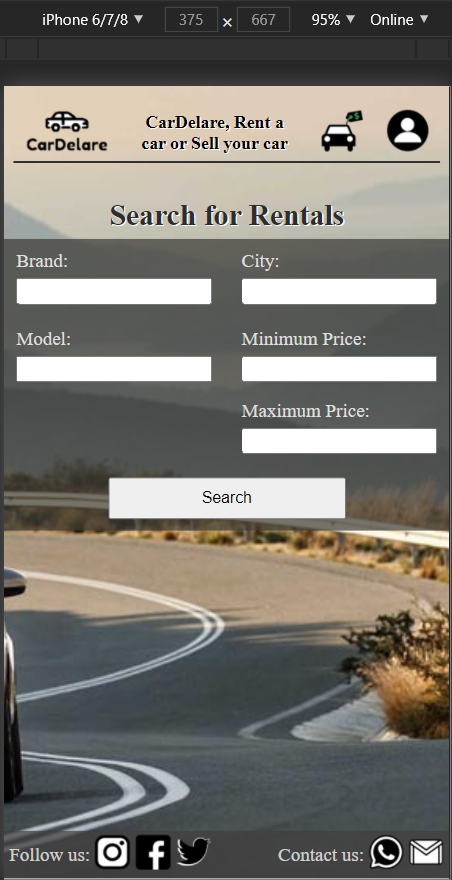 iPhone 6/7/8 ▼ 375 × 667 95% ▼ Online ▼
CarDelare
CarDelare, Rent a
car or Sell your car
$
Search for Rentals
Brand: City:
Model: Minimum Price:
Maximum Price:
Search
Follow us: Contact us: